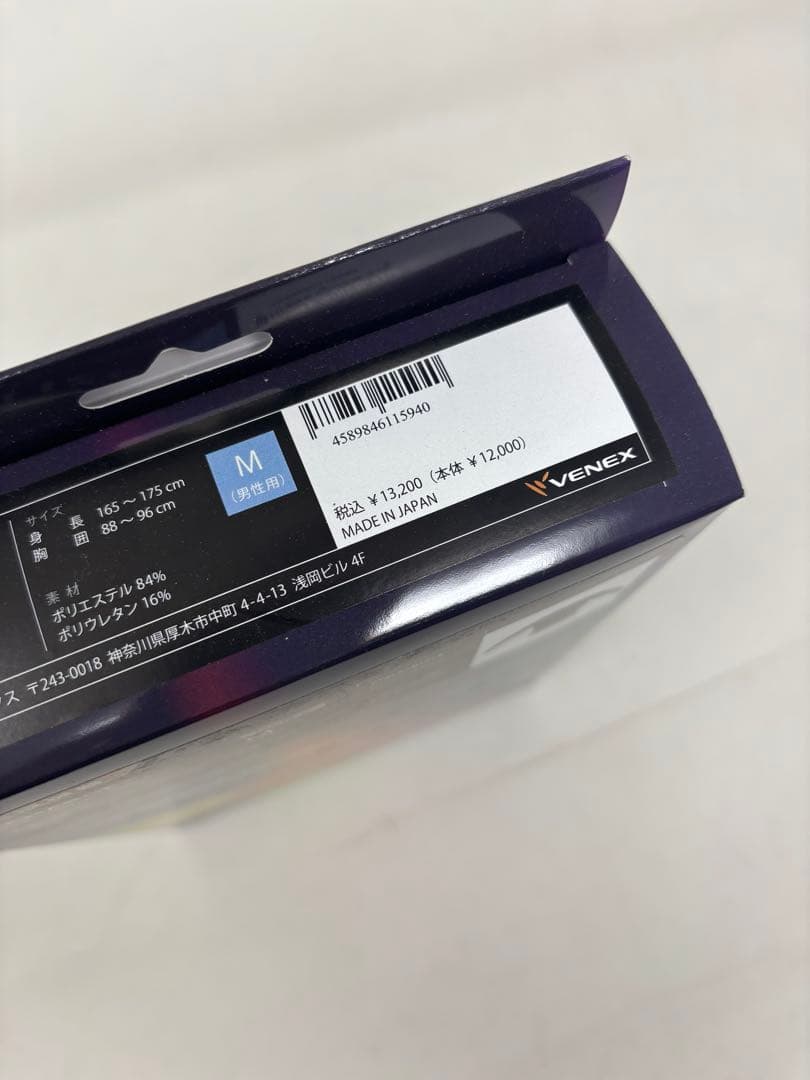 サイズ
身 長 165～175 cm
胸 囲 88～96 cm
素 材
ポリエステル 84%
ポリウレタン 16%
M
(男性用)
4589846115940
税込 ¥13,200（本体 ¥12,000）
MADE IN JAPAN
VENEX
クス 〒243-0018 神奈川県厚木市中町 4-4-13 浅岡ビル 4F